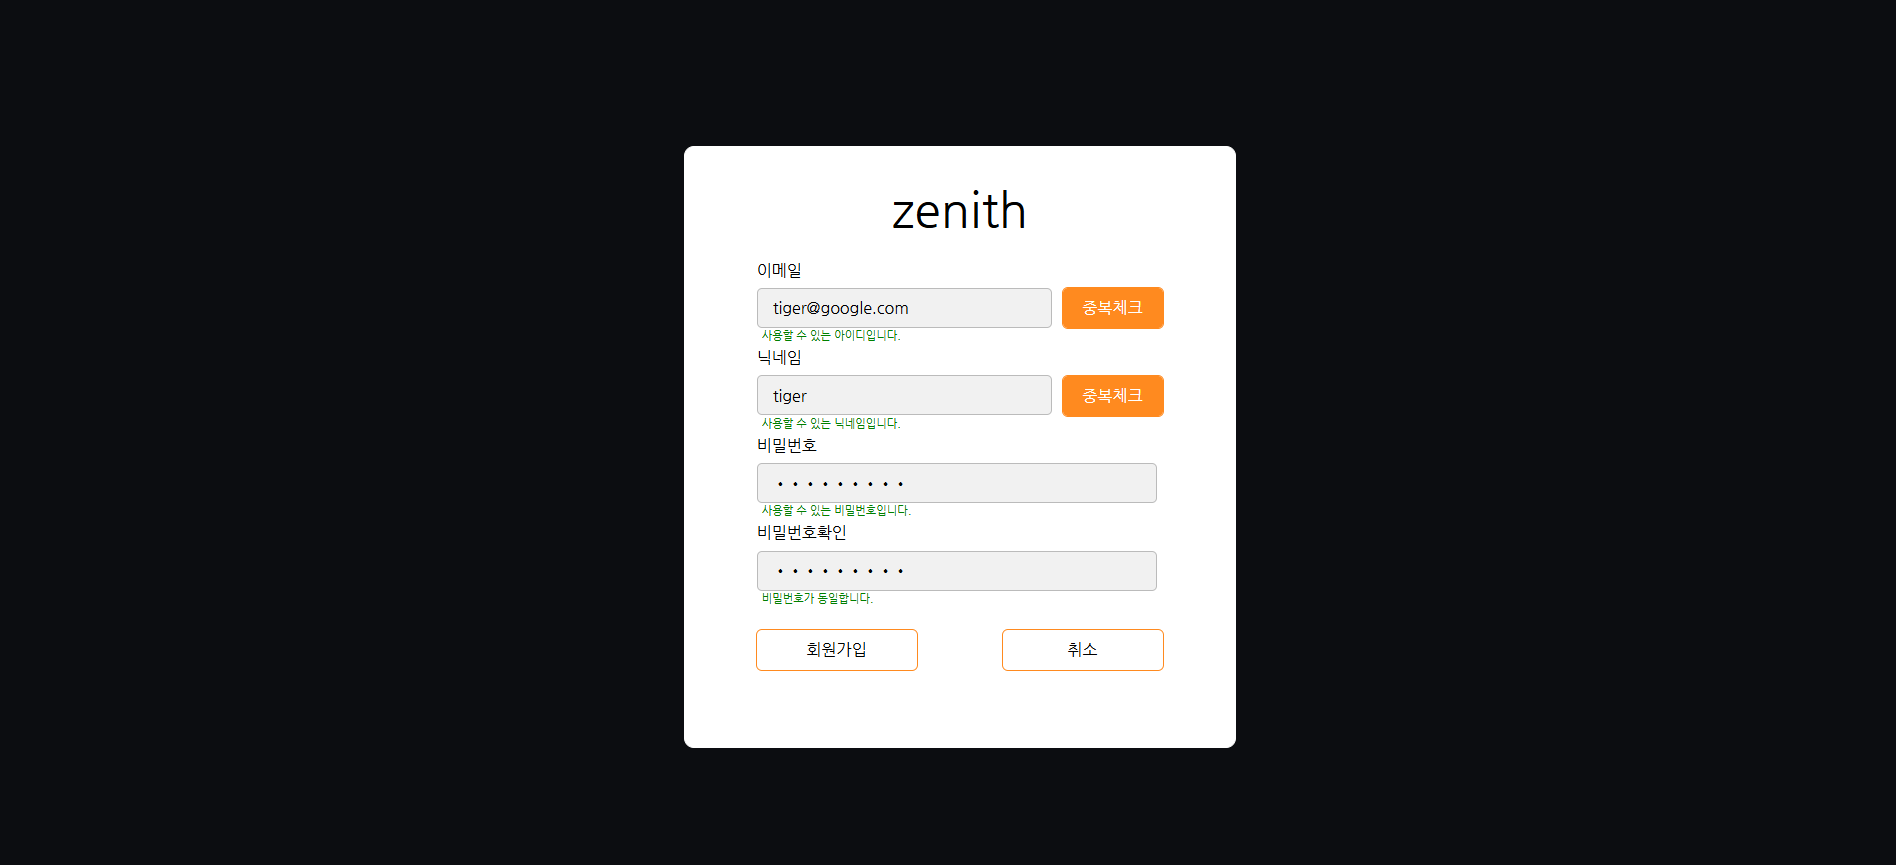 zenith
이메일
tiger@google.com 중복체크
사용할 수 있는 아이디입니다.
닉네임
tiger 중복체크
사용할 수 있는 닉네임입니다.
비밀번호
•••••••••
사용할 수 있는 비밀번호입니다.
비밀번호확인
•••••••••
비밀번호가 동일합니다.
회원가입 취소